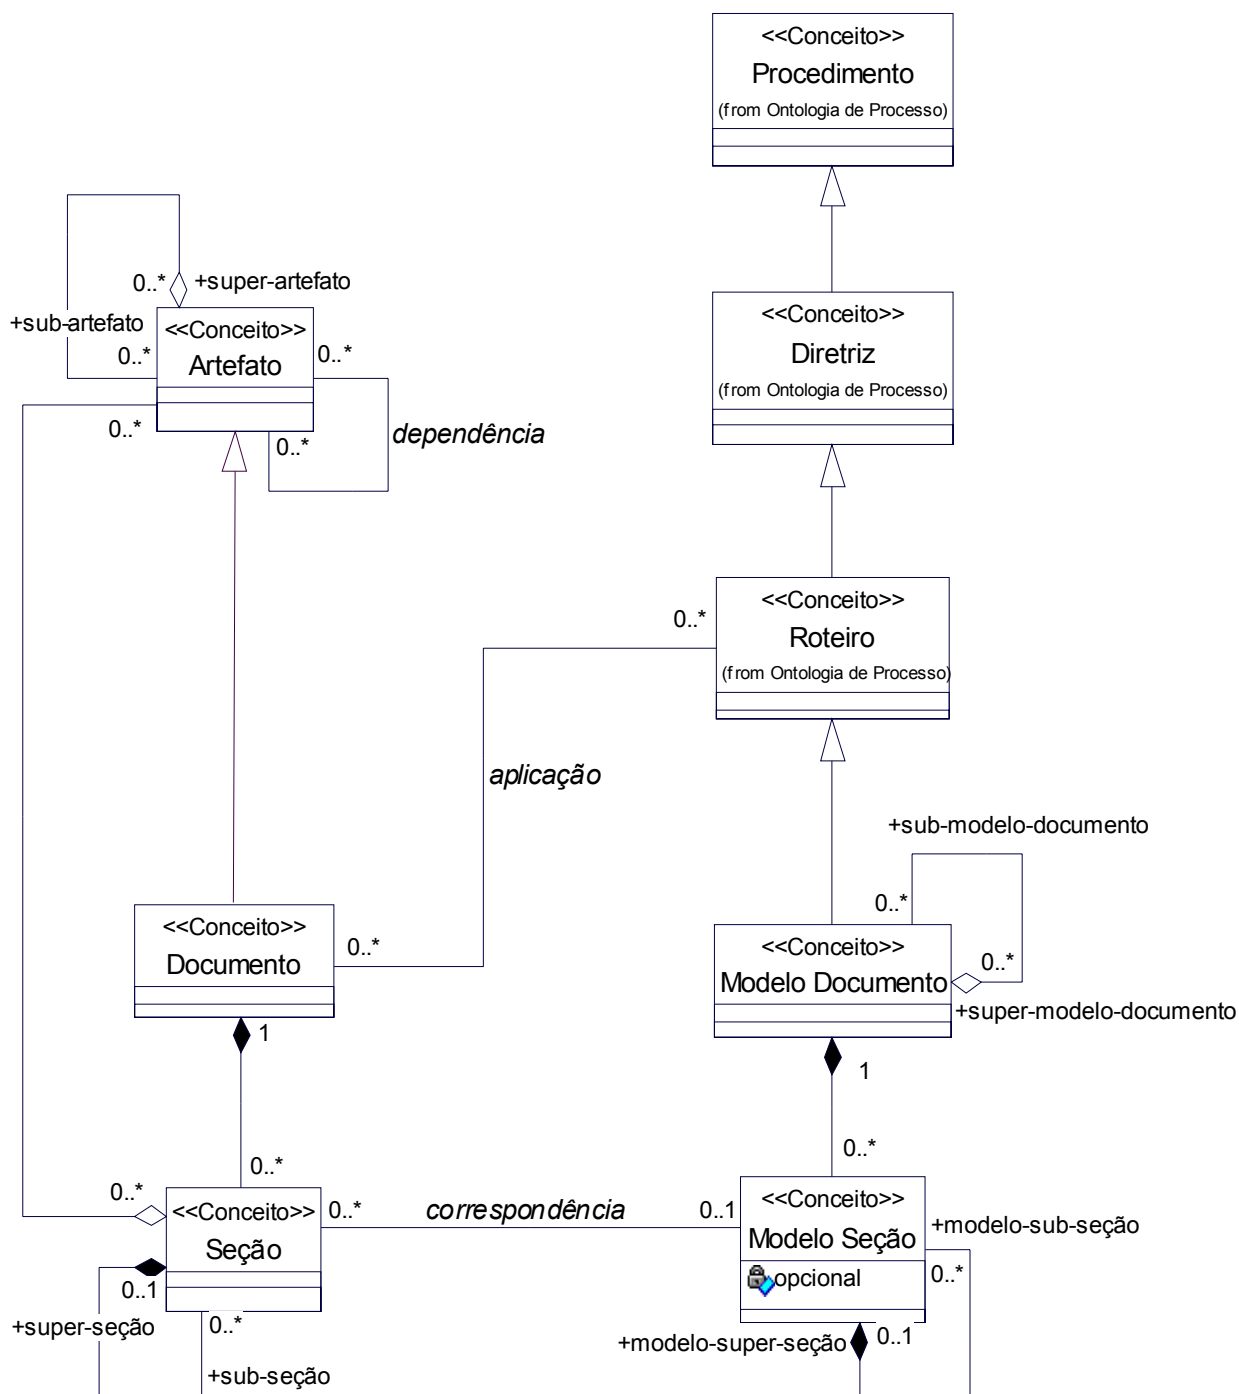 <<Conceito>>
Procedimento
(from Ontologia de Processo)
0..*
+super-artefato
+sub-artefato
<<Conceito>>
Artefato
0..*
0..*
0..*
0..*
dependência
<<Conceito>>
Diretriz
(from Ontologia de Processo)
<<Conceito>>
Roteiro
(from Ontologia de Processo)
0..*
aplicação
+sub-modelo-documento
0..*
<<Conceito>>
Documento
0..*
1
<<Conceito>>
Modelo Documento
0..*
+super-modelo-documento
1
0..*
0..*
0..*
<<Conceito>>
Seção
0..*
correspondência
0..1
<<Conceito>>
Modelo Seção
opcional
+modelo-sub-seção
0..*
0..1
+super-seção
0..*
+sub-seção
+modelo-super-seção
0..1